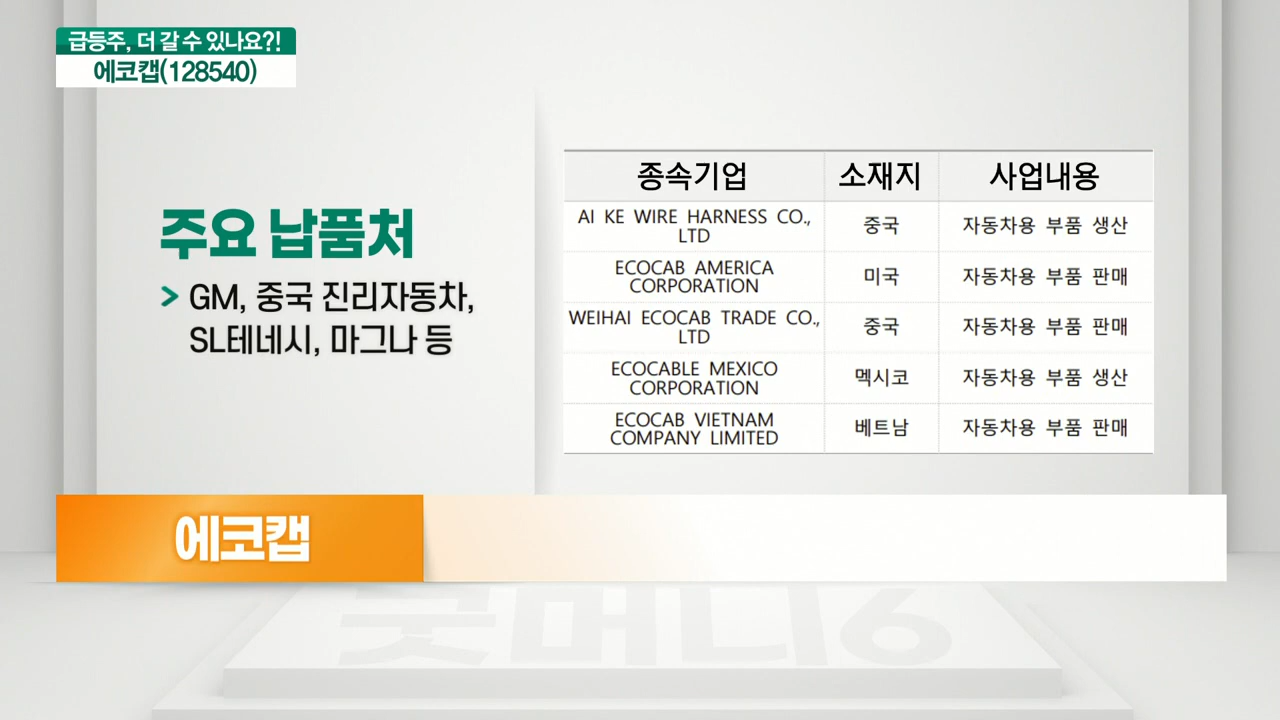 급등주, 더 갈 수 있나요?!
에코캡(128540)
주요 납품처
> GM, 중국 진리자동차,
SL테네시, 마그나 등
종속기업 소재지 사업내용
AI KE WIRE HARNESS CO.,
LTD 중국 자동차용 부품 생산
ECOCAB AMERICA
CORPORATION 미국 자동차용 부품 판매
WEIHAI ECOCAB TRADE CO.,
LTD 중국 자동차용 부품 판매
ECOCABLE MEXICO
CORPORATION 멕시코 자동차용 부품 생산
ECOCAB VIETNAM
COMPANY LIMITED 베트남 자동차용 부품 판매
에코캡
굿머니6